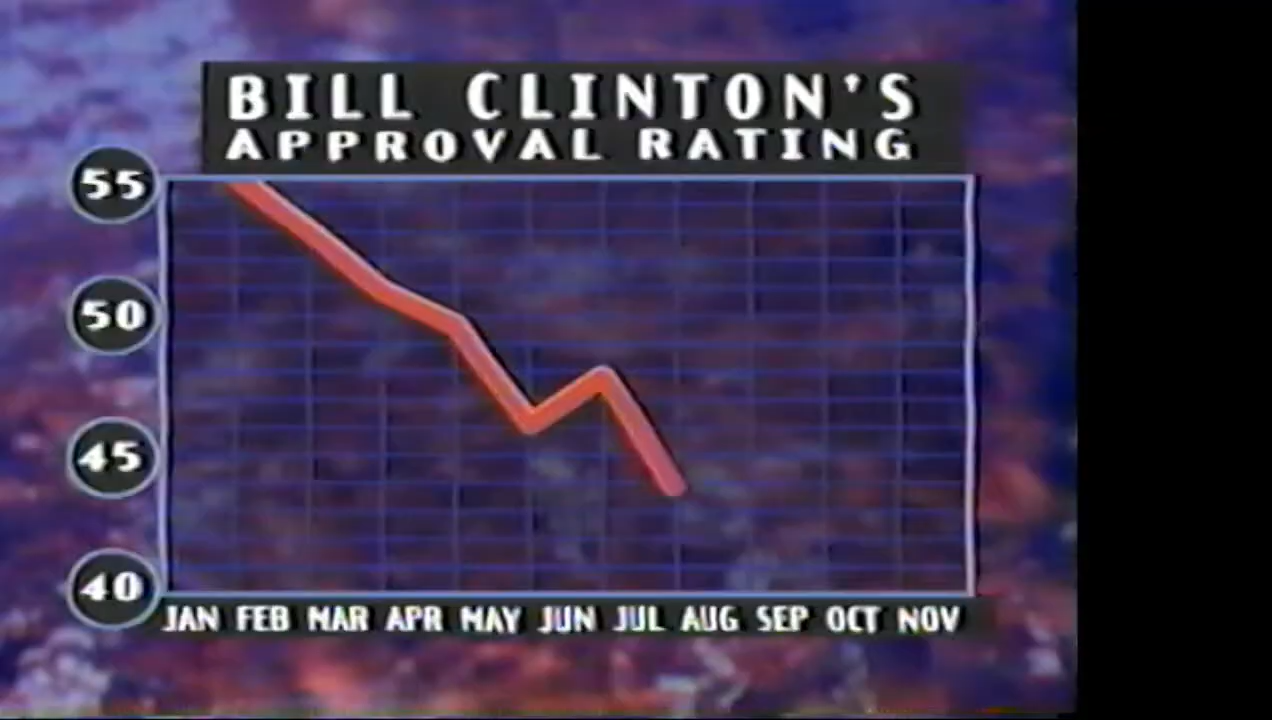 BILL CLINTON'S
APPROVAL RATING
55
50
45
40
JAN FEB MAR APR MAY JUN JUL AUG SEP OCT NOV